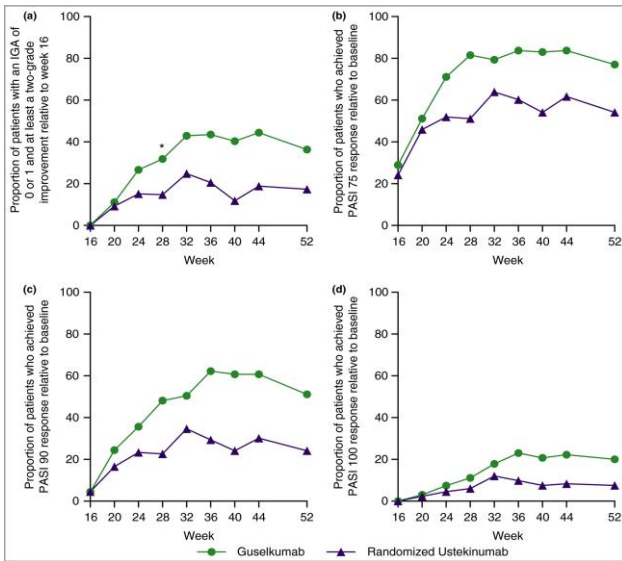 (a)
Proportion of patients with an IGA of
0 or 1 and at least a two-grade
improvement relative to week 16
100
80
60
40
20
0
*
16 20 24 28 32 36 40 44 52
Week
(b)
Proportion of patients who achieved
PASI 75 response relative to baseline
100
80
60
40
20
0
16 20 24 28 32 36 40 44 52
Week
(c)
Proportion of patients who achieved
PASI 90 response relative to baseline
100
80
60
40
20
0
16 20 24 28 32 36 40 44 52
Week
(d)
Proportion of patients who achieved
PASI 100 response relative to baseline
100
80
60
40
20
0
16 20 24 28 32 36 40 44 52
Week
Guselkumab Randomized Ustekinumab